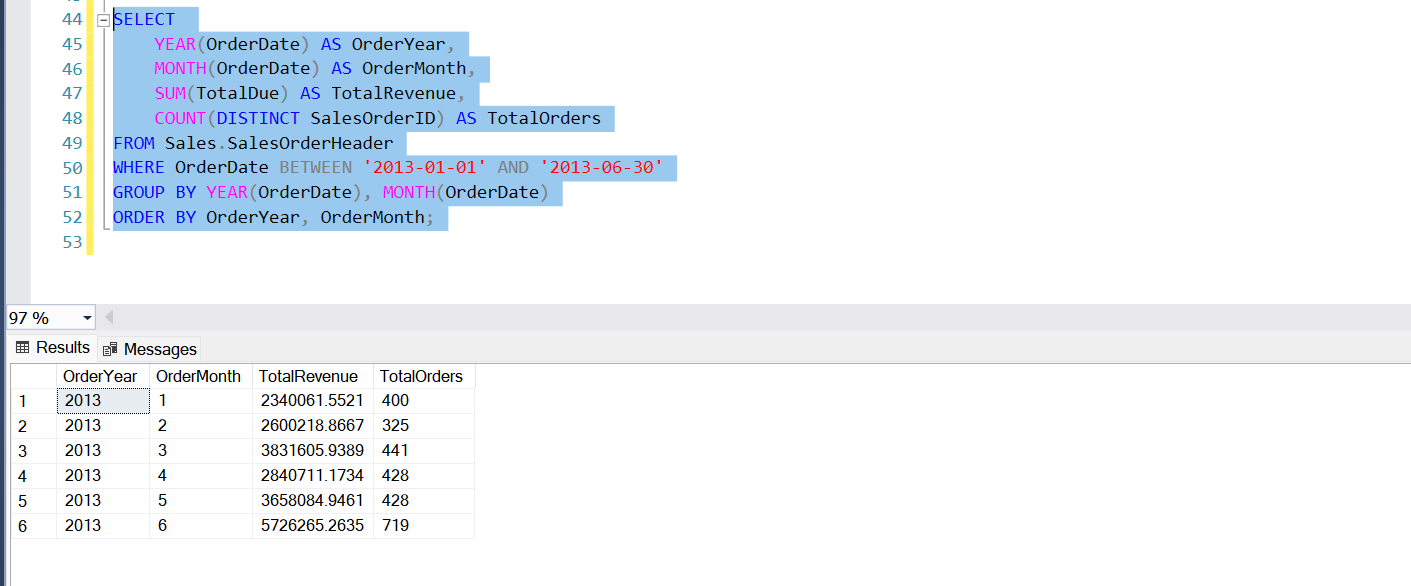 44 SELECT
45 YEAR(OrderDate) AS OrderYear,
46 MONTH(OrderDate) AS OrderMonth,
47 SUM(TotalDue) AS TotalRevenue,
48 COUNT(DISTINCT SalesOrderID) AS TotalOrders
49 FROM Sales.SalesOrderHeader
50 WHERE OrderDate BETWEEN '2013-01-01' AND '2013-06-30'
51 GROUP BY YEAR(OrderDate), MONTH(OrderDate)
52 ORDER BY OrderYear, OrderMonth;
53
97 %
Results Messages
OrderYear OrderMonth TotalRevenue TotalOrders
1 2013 1 2340061.5521 400
2 2013 2 2600218.8667 325
3 2013 3 3831605.9389 441
4 2013 4 2840711.1734 428
5 2013 5 3658084.9461 428
6 2013 6 5726265.2635 719